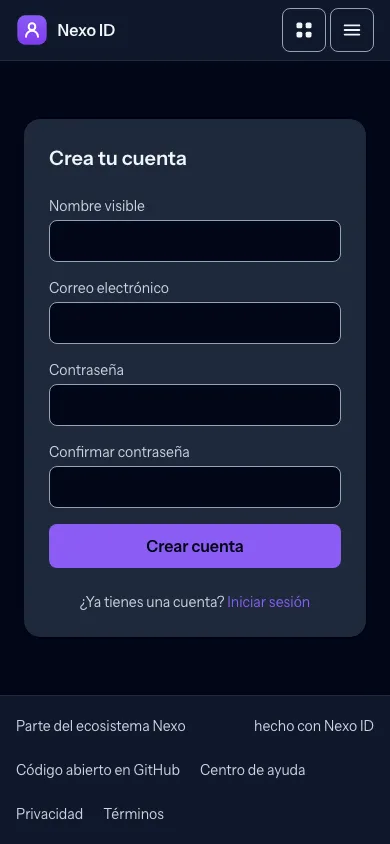 Nexo ID
Crea tu cuenta
Nombre visible
Correo electrónico
Contraseña
Confirmar contraseña
Crear cuenta
¿Ya tienes una cuenta? Iniciar sesión
Parte del ecosistema Nexo hecho con Nexo ID
Código abierto en GitHub Centro de ayuda
Privacidad Términos